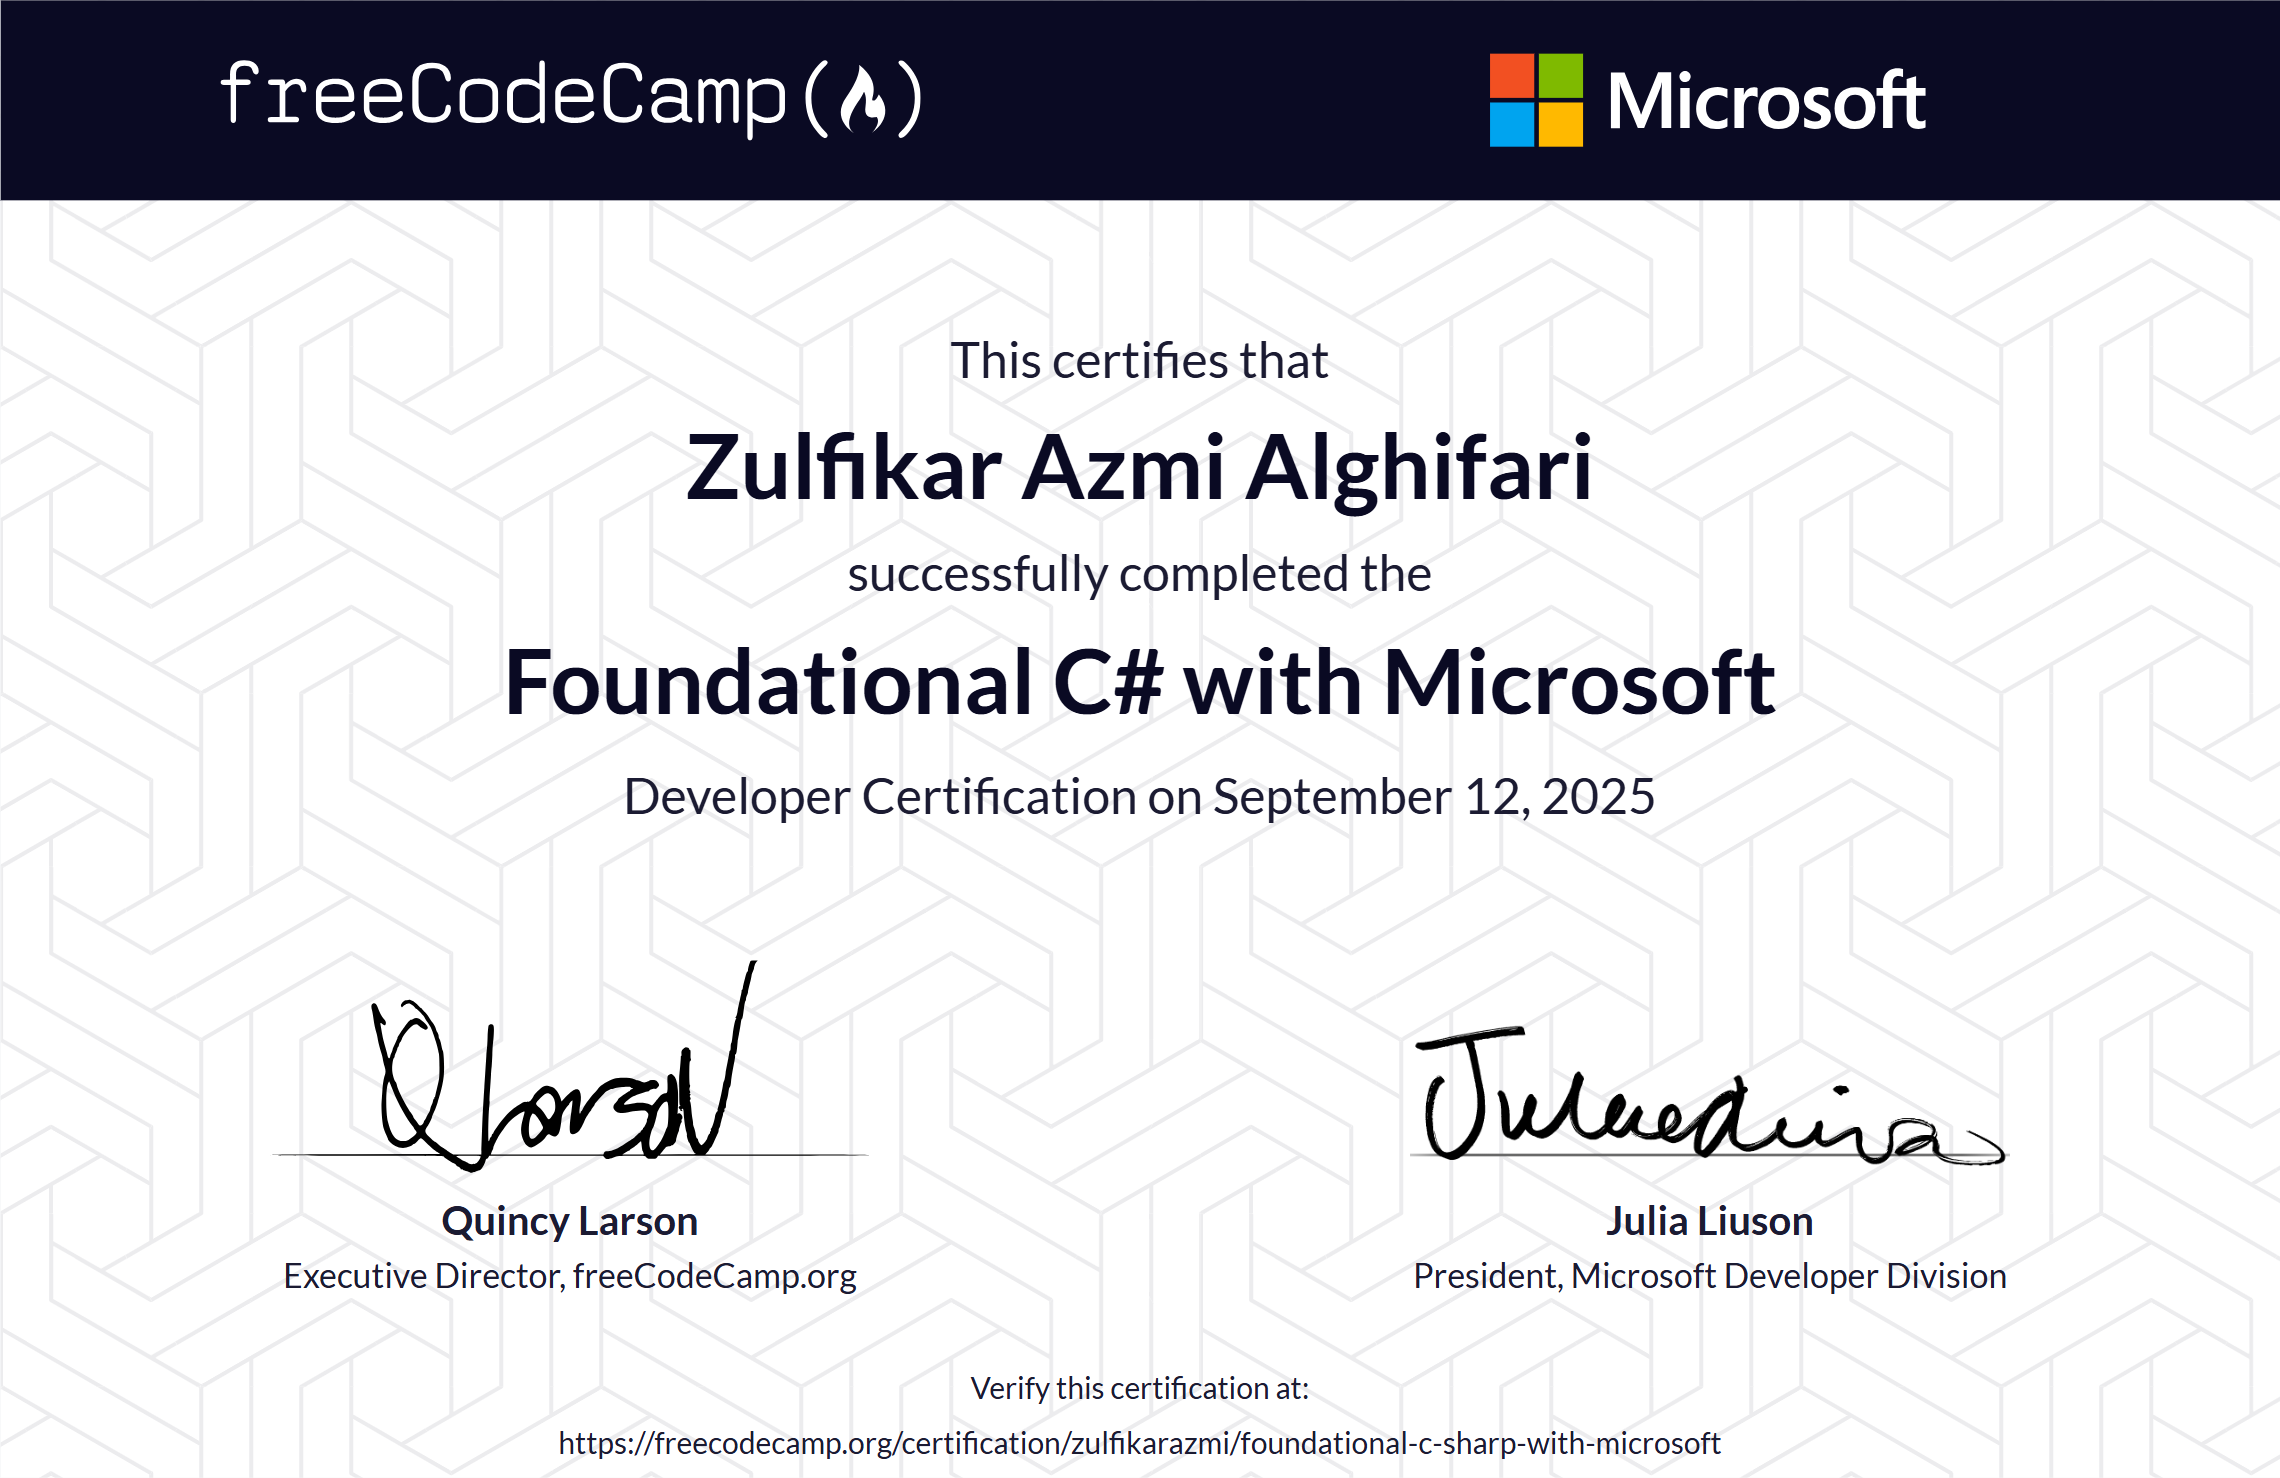 freeCodeCamp(🔥)
Microsoft
This certifies that
Zulfikar Azmi Alghifari
successfully completed the
Foundational C# with Microsoft
Developer Certification on September 12, 2025
Quincy Larson
Executive Director, freeCodeCamp.org
Julia Liuson
President, Microsoft Developer Division
Verify this certification at:
https://freecodecamp.org/certification/zulfikarazmi/foundational-c-sharp-with-microsoft